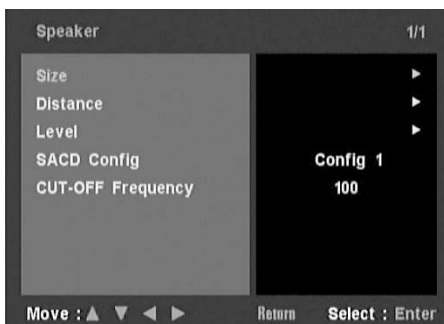 Speaker 1/1
Size ▶
Distance ▶
Level ▶
SACD Config Config 1
CUT-OFF Frequency 100
Move : ▲ ▼ ◀ ▶ Return Select : Enter